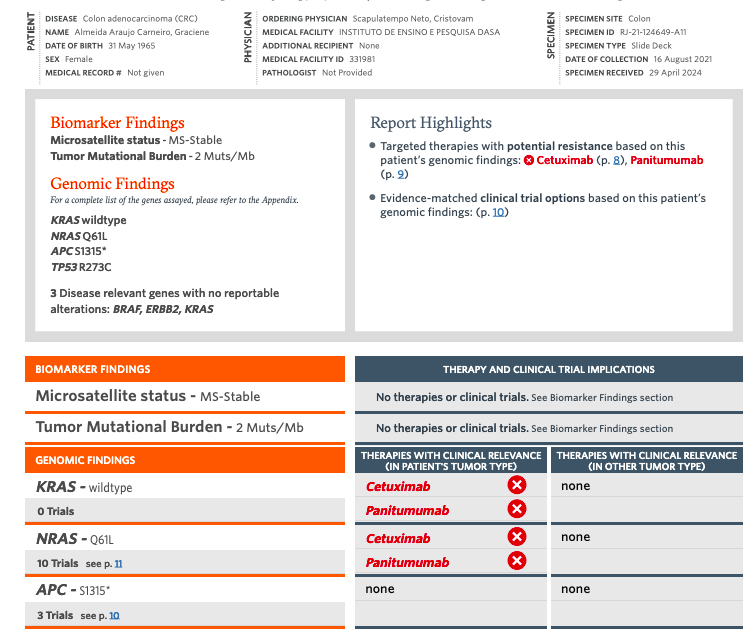 PATIENT
DISEASE Colon adenocarcinoma (CRC)
NAME Almeida Araujo Carneiro, Graciene
DATE OF BIRTH 31 May 1965
SEX Female
MEDICAL RECORD # Not given
PHYSICIAN
ORDERING PHYSICIAN Scapulatempo Neto, Cristovam
MEDICAL FACILITY INSTITUTO DE ENSINO E PESQUISA DASA
ADDITIONAL RECIPIENT None
MEDICAL FACILITY ID 331981
PATHOLOGIST Not Provided
SPECIMEN
SPECIMEN SITE Colon
SPECIMEN ID RJ-21-124649-A11
SPECIMEN TYPE Slide Deck
DATE OF COLLECTION 16 August 2021
SPECIMEN RECEIVED 29 April 2024
Biomarker Findings
Microsatellite status - MS-Stable
Tumor Mutational Burden - 2 Muts/Mb
Genomic Findings
For a complete list of the genes assayed, please refer to the Appendix.
KRAS wildtype
NRAS Q61L
APC S1315*
TP53 R273C
3 Disease relevant genes with no reportable
alterations: BRAF, ERBB2, KRAS
Report Highlights
• Targeted therapies with potential resistance based on this
patient's genomic findings: Cetuximab (p. 8), Panitumumab
(p. 9)
• Evidence-matched clinical trial options based on this patient's
genomic findings: (p. 10)
BIOMARKER FINDINGS
THERAPY AND CLINICAL TRIAL IMPLICATIONS
Microsatellite status - MS-Stable
No therapies or clinical trials. See Biomarker Findings section
Tumor Mutational Burden - 2 Muts/Mb
No therapies or clinical trials. See Biomarker Findings section
GENOMIC FINDINGS
THERAPIES WITH CLINICAL RELEVANCE
(IN PATIENT'S TUMOR TYPE)
THERAPIES WITH CLINICAL RELEVANCE
(IN OTHER TUMOR TYPE)
KRAS - wildtype
Cetuximab
none
0 Trials
Panitumumab
NRAS - Q61L
Cetuximab
none
10 Trials see p. 11
Panitumumab
APC - S1315*
none
none
3 Trials see p. 10